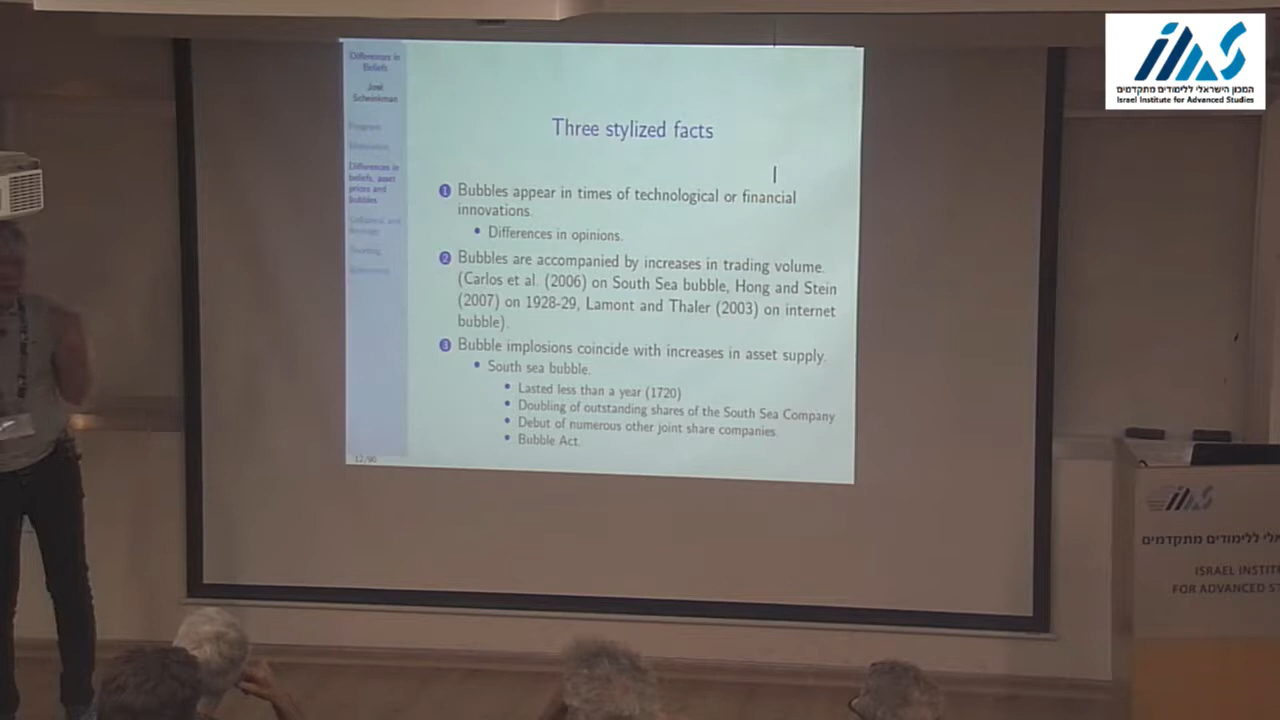 המכון הישראלי ללימודים מתקדמים
Israel Institute for Advanced Studies
Differences in
Beliefs
José
Scheinkman
Differences in
beliefs, asset
prices and
bubbles
Three stylized facts
1 Bubbles appear in times of technological or financial
innovations.
• Differences in opinions.
2 Bubbles are accompanied by increases in trading volume.
(Carlos et al. (2006) on South Sea bubble, Hong and Stein
(2007) on 1928-29, Lamont and Thaler (2003) on internet
bubble).
3 Bubble implosions coincide with increases in asset supply.
• South sea bubble.
• Lasted less than a year (1720)
• Doubling of outstanding shares of the South Sea Company
• Debut of numerous other joint share companies.
• Bubble Act.
12/90
ללימודים מתקדמים
ISRAEL
FOR ADVANCED